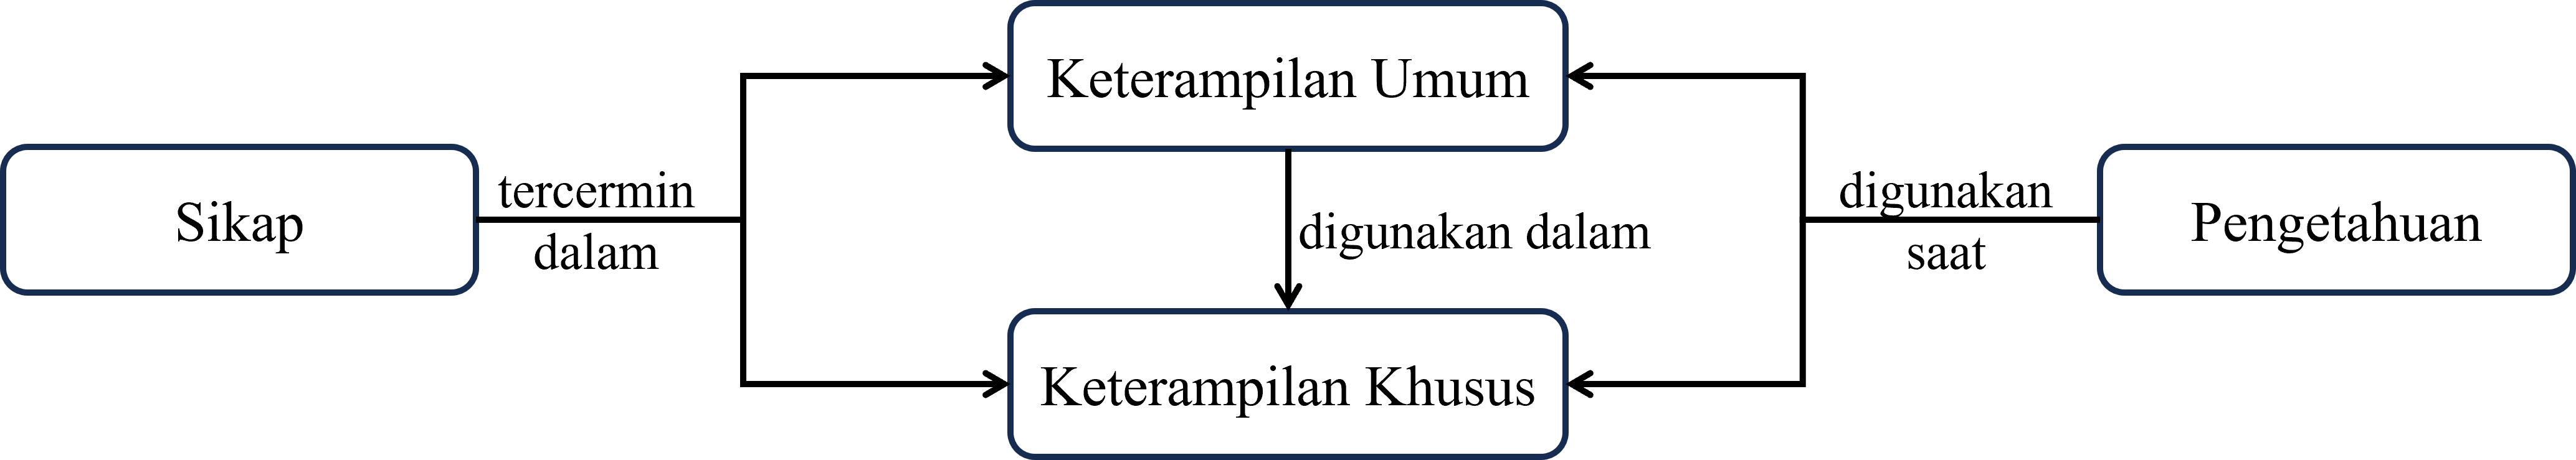 Keterampilan Umum
Sikap
tercermin
dalam
digunakan dalam
digunakan
saat
Pengetahuan
Keterampilan Khusus